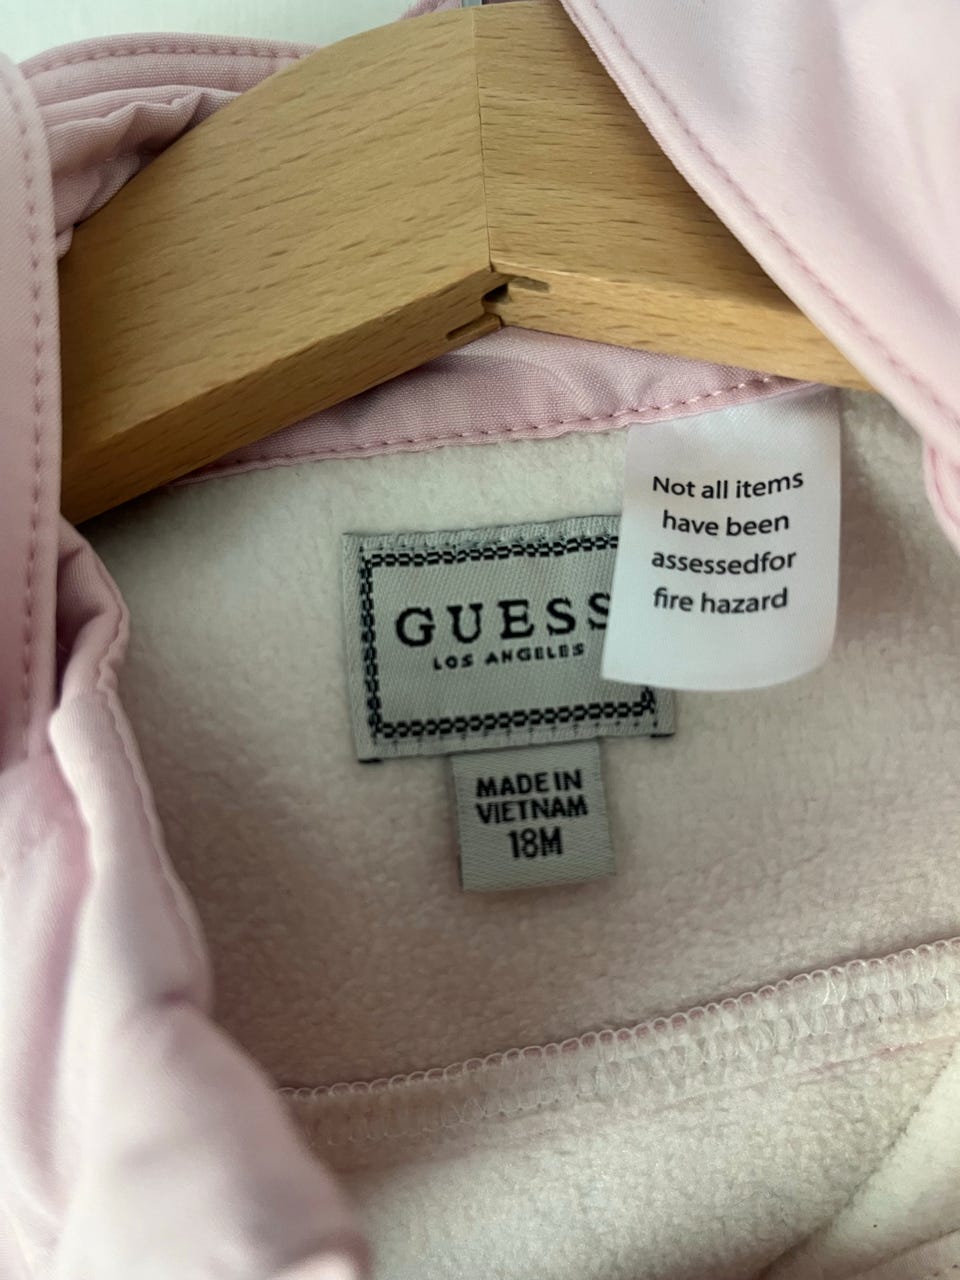 Not all items
have been
assessedfor
fire hazard
GUESS
LOS ANGELES
MADE IN
VIETNAM
18M